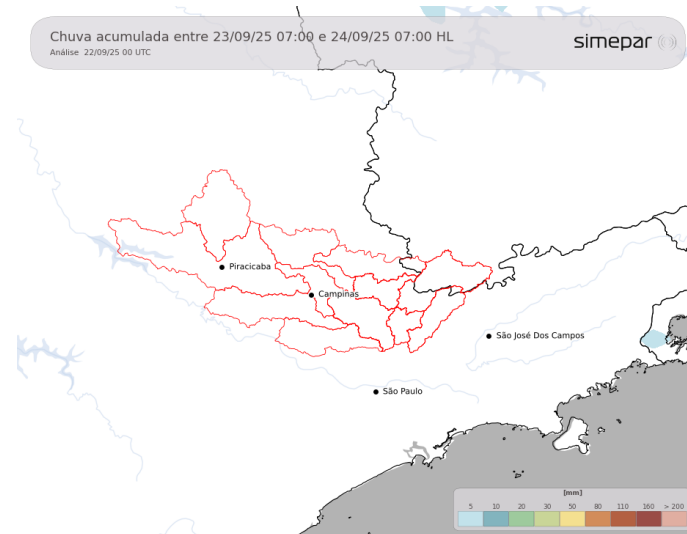 Chuva acumulada entre 23/09/25 07:00 e 24/09/25 07:00 HL
Análise 22/09/25 00 UTC
simepar
Piracicaba
Campinas
São José Dos Campos
São Paulo
[mm]
5 10 20 30 50 80 110 160 > 200